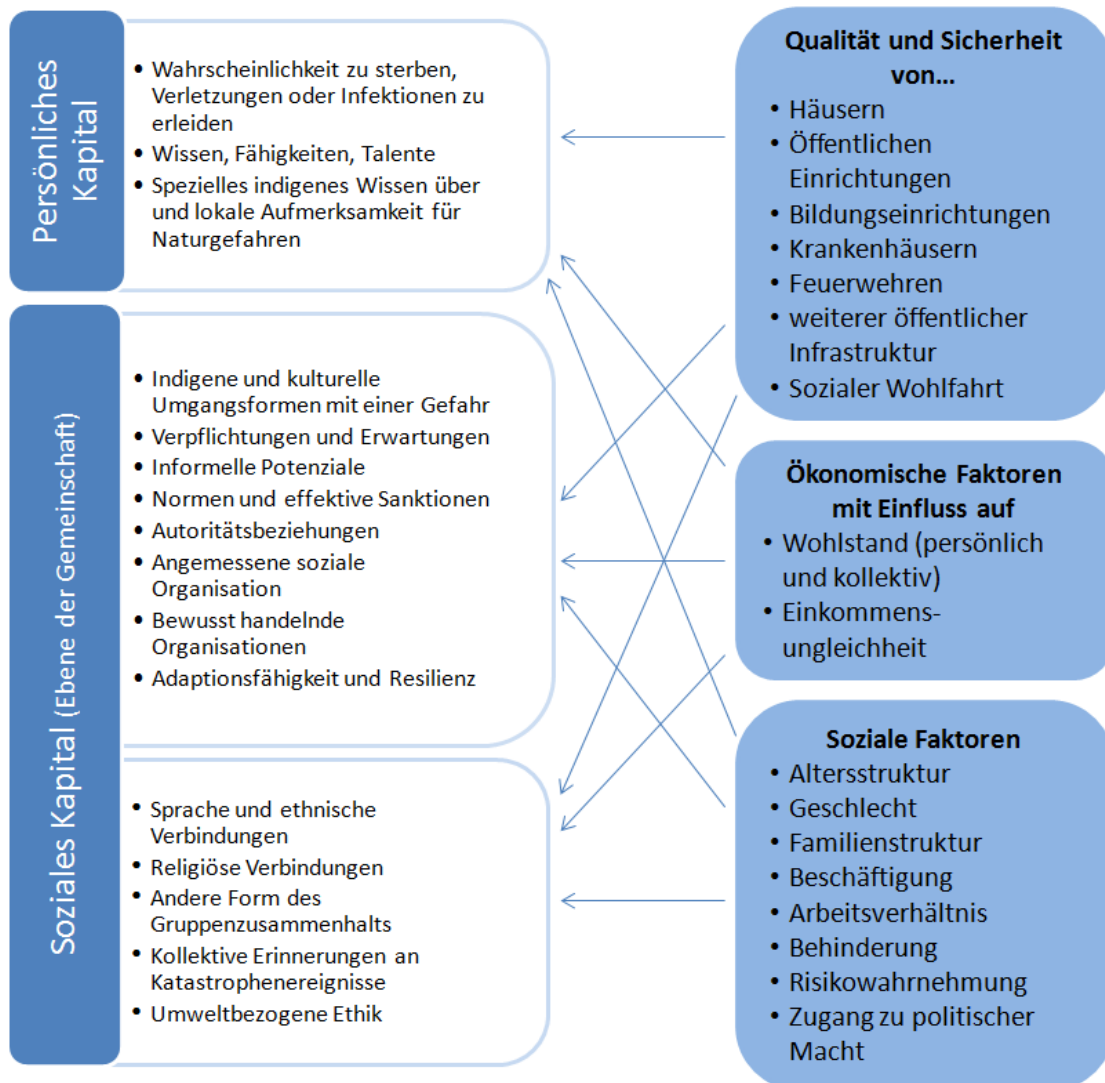 Persönliches
Kapital
• Wahrscheinlichkeit zu sterben,
Verletzungen oder Infektionen zu
erleiden
• Wissen, Fähigkeiten, Talente
• Spezielles indigenes Wissen über
und lokale Aufmerksamkeit für
Naturgefahren
Soziales Kapital (Ebene der Gemeinschaft)
• Indigene und kulturelle
Umgangsformen mit einer Gefahr
• Verpflichtungen und Erwartungen
• Informelle Potenziale
• Normen und effektive Sanktionen
• Autoritätsbeziehungen
• Angemessene soziale
Organisation
• Bewusst handelnde
Organisationen
• Adaptionsfähigkeit und Resilienz
• Sprache und ethnische
Verbindungen
• Religiöse Verbindungen
• Andere Form des
Gruppenzusammenhalts
• Kollektive Erinnerungen an
Katastrophenereignisse
• Umweltbezogene Ethik
Qualität und Sicherheit
von...
• Häusern
• Öffentlichen
Einrichtungen
• Bildungseinrichtungen
• Krankenhäusern
• Feuerwehren
• weiterer öffentlicher
Infrastruktur
• Sozialer Wohlfahrt
Ökonomische Faktoren
mit Einfluss auf
• Wohlstand (persönlich
und kollektiv)
• Einkommens-
ungleichheit
Soziale Faktoren
• Altersstruktur
• Geschlecht
• Familienstruktur
• Beschäftigung
• Arbeitsverhältnis
• Behinderung
• Risikowahrnehmung
• Zugang zu politischer
Macht